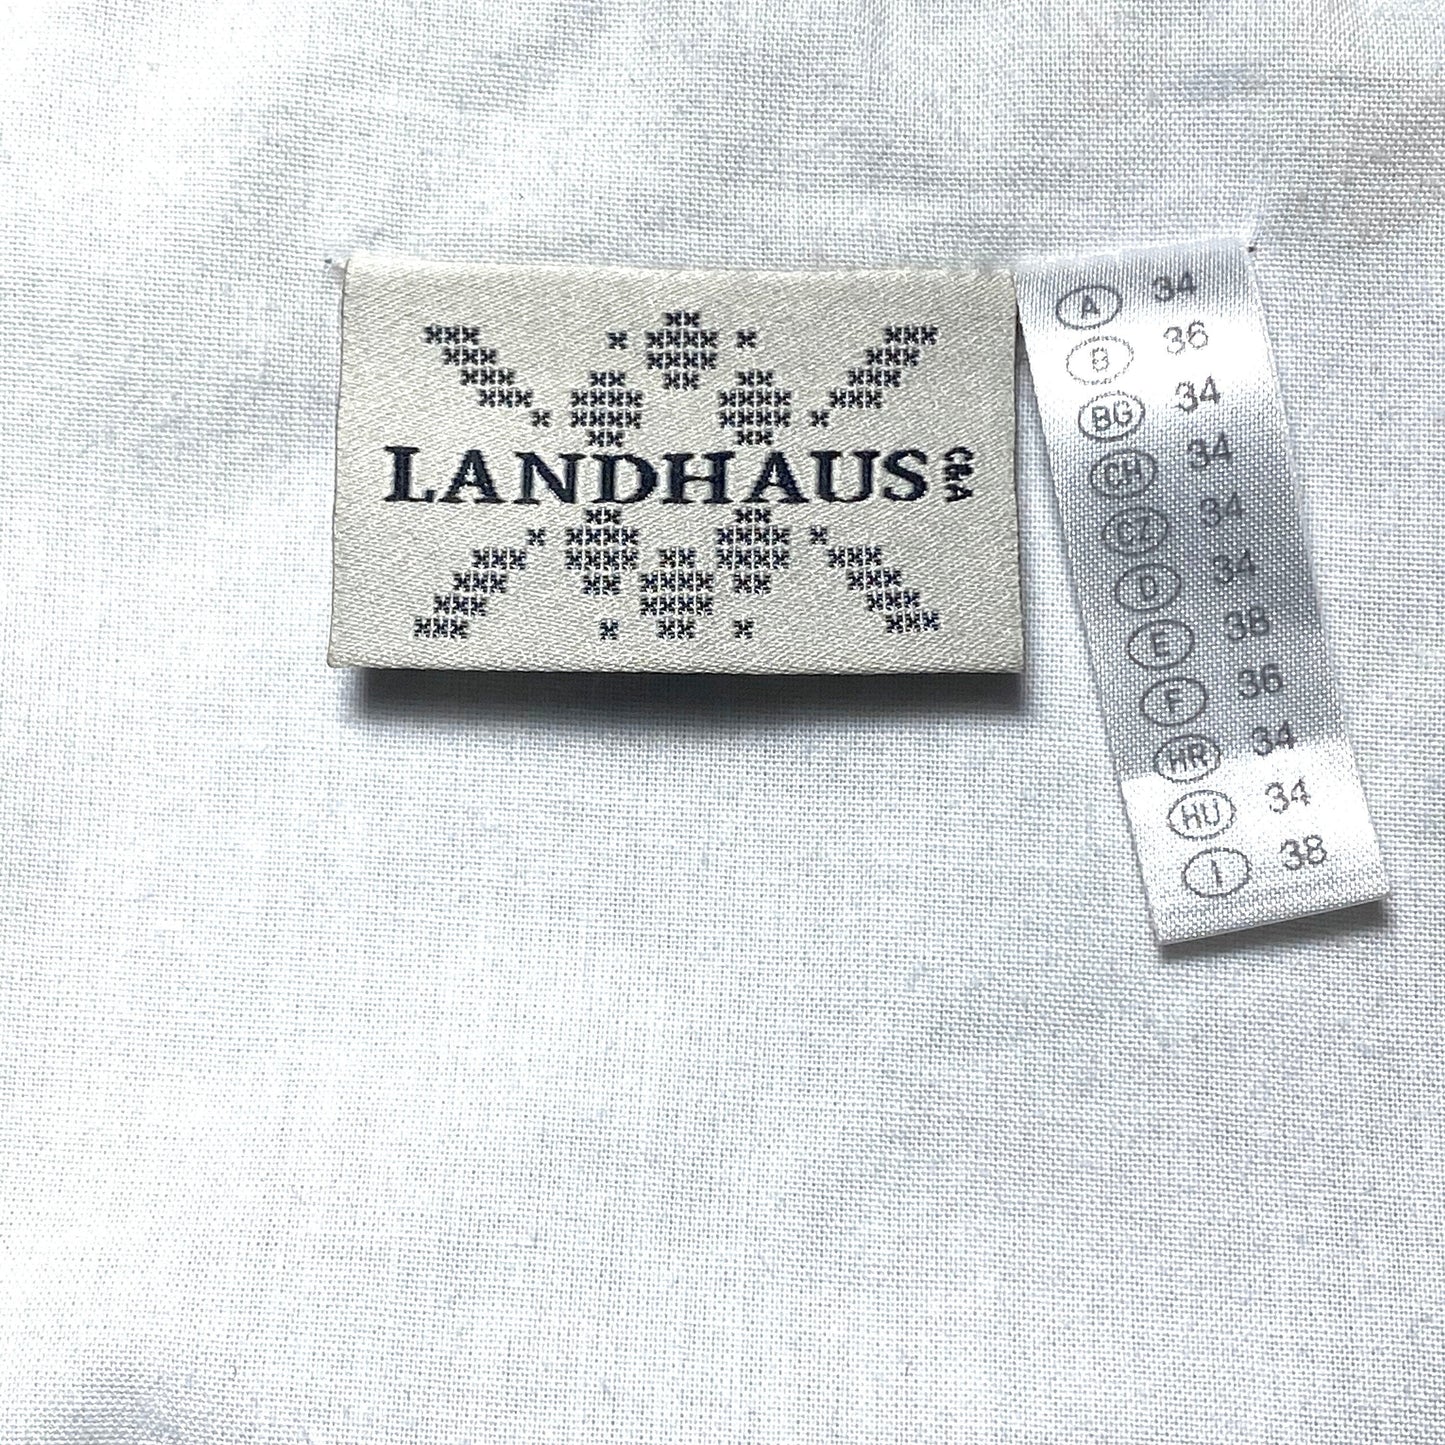 LANDHAUS C&A
A 34
B 36
BG 34
CH 34
CZ 34
D 34
E 38
F 36
HR 34
HU 34
I 38